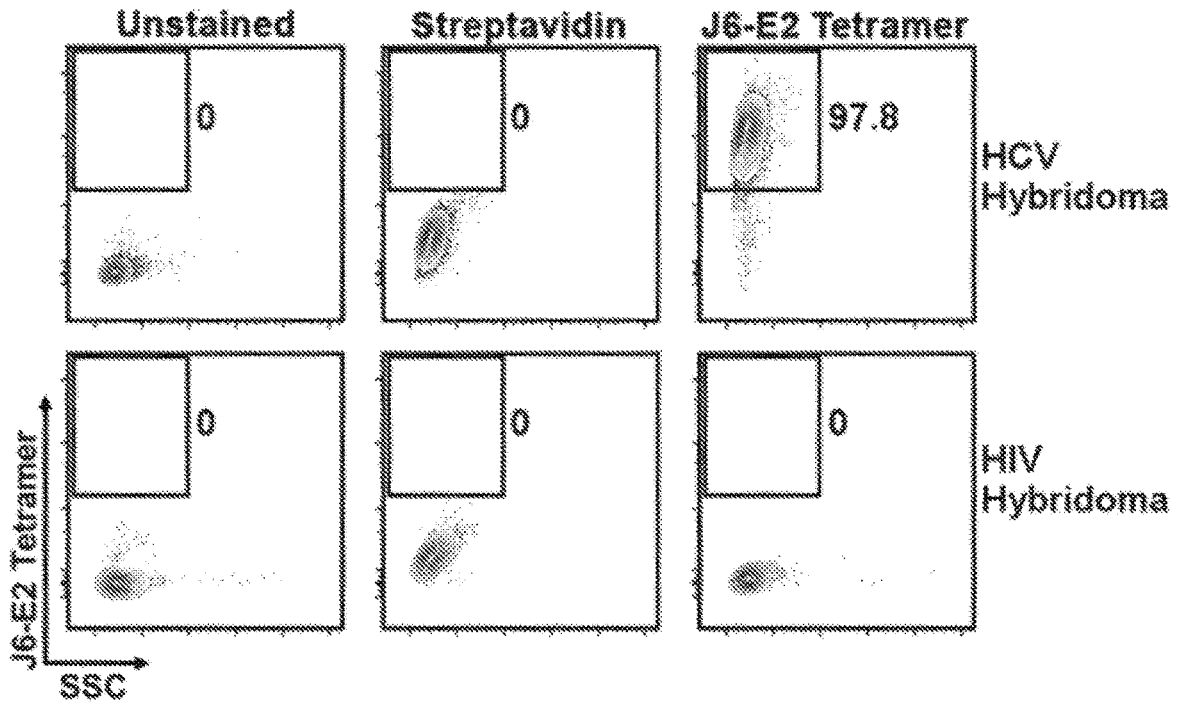 Unstained
Streptavidin
J6-E2 Tetramer
0
0
97.8
HCV
Hybridoma
0
0
0
HIV
Hybridoma
J6-E2 Tetramer
SSC